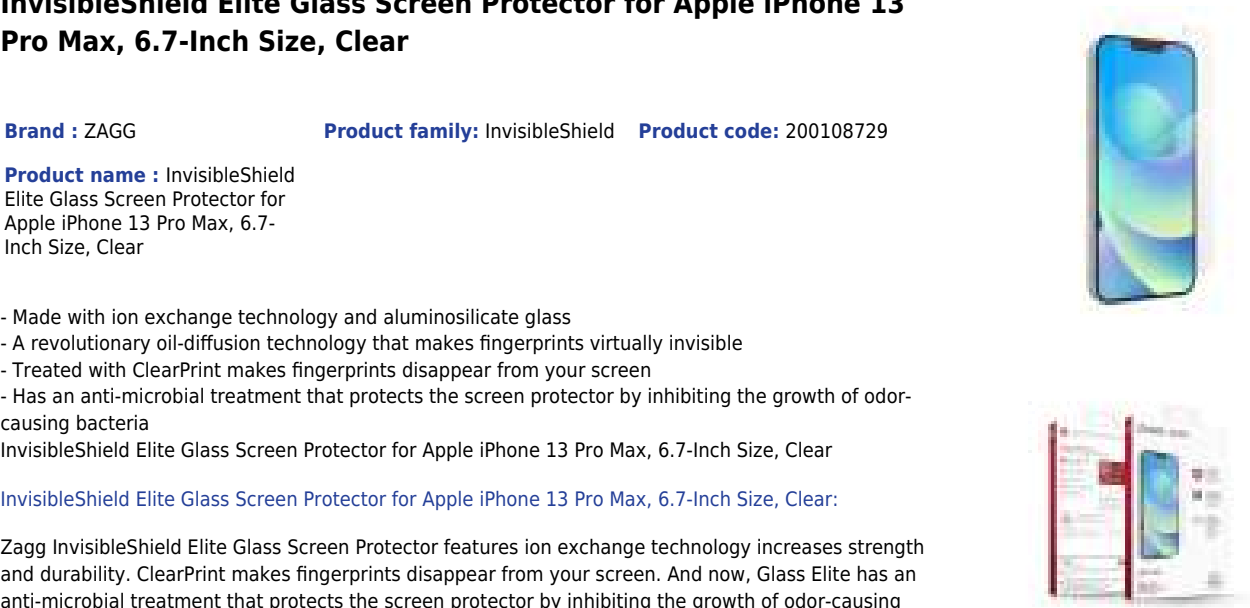 InvisibleShield Elite Glass Screen Protector for Apple iPhone 13
Pro Max, 6.7-Inch Size, Clear
Brand : ZAGG
Product family: InvisibleShield
Product code: 200108729
Product name : InvisibleShield
Elite Glass Screen Protector for
Apple iPhone 13 Pro Max, 6.7-
Inch Size, Clear
- Made with ion exchange technology and aluminosilicate glass
- A revolutionary oil-diffusion technology that makes fingerprints virtually invisible
- Treated with ClearPrint makes fingerprints disappear from your screen
- Has an anti-microbial treatment that protects the screen protector by inhibiting the growth of odor-
causing bacteria
InvisibleShield Elite Glass Screen Protector for Apple iPhone 13 Pro Max, 6.7-Inch Size, Clear
InvisibleShield Elite Glass Screen Protector for Apple iPhone 13 Pro Max, 6.7-Inch Size, Clear:
Zagg InvisibleShield Elite Glass Screen Protector features ion exchange technology increases strength
and durability. ClearPrint makes fingerprints disappear from your screen. And now, Glass Elite has an
anti-microbial treatment that protects the screen protector by inhibiting the growth of odor-causing